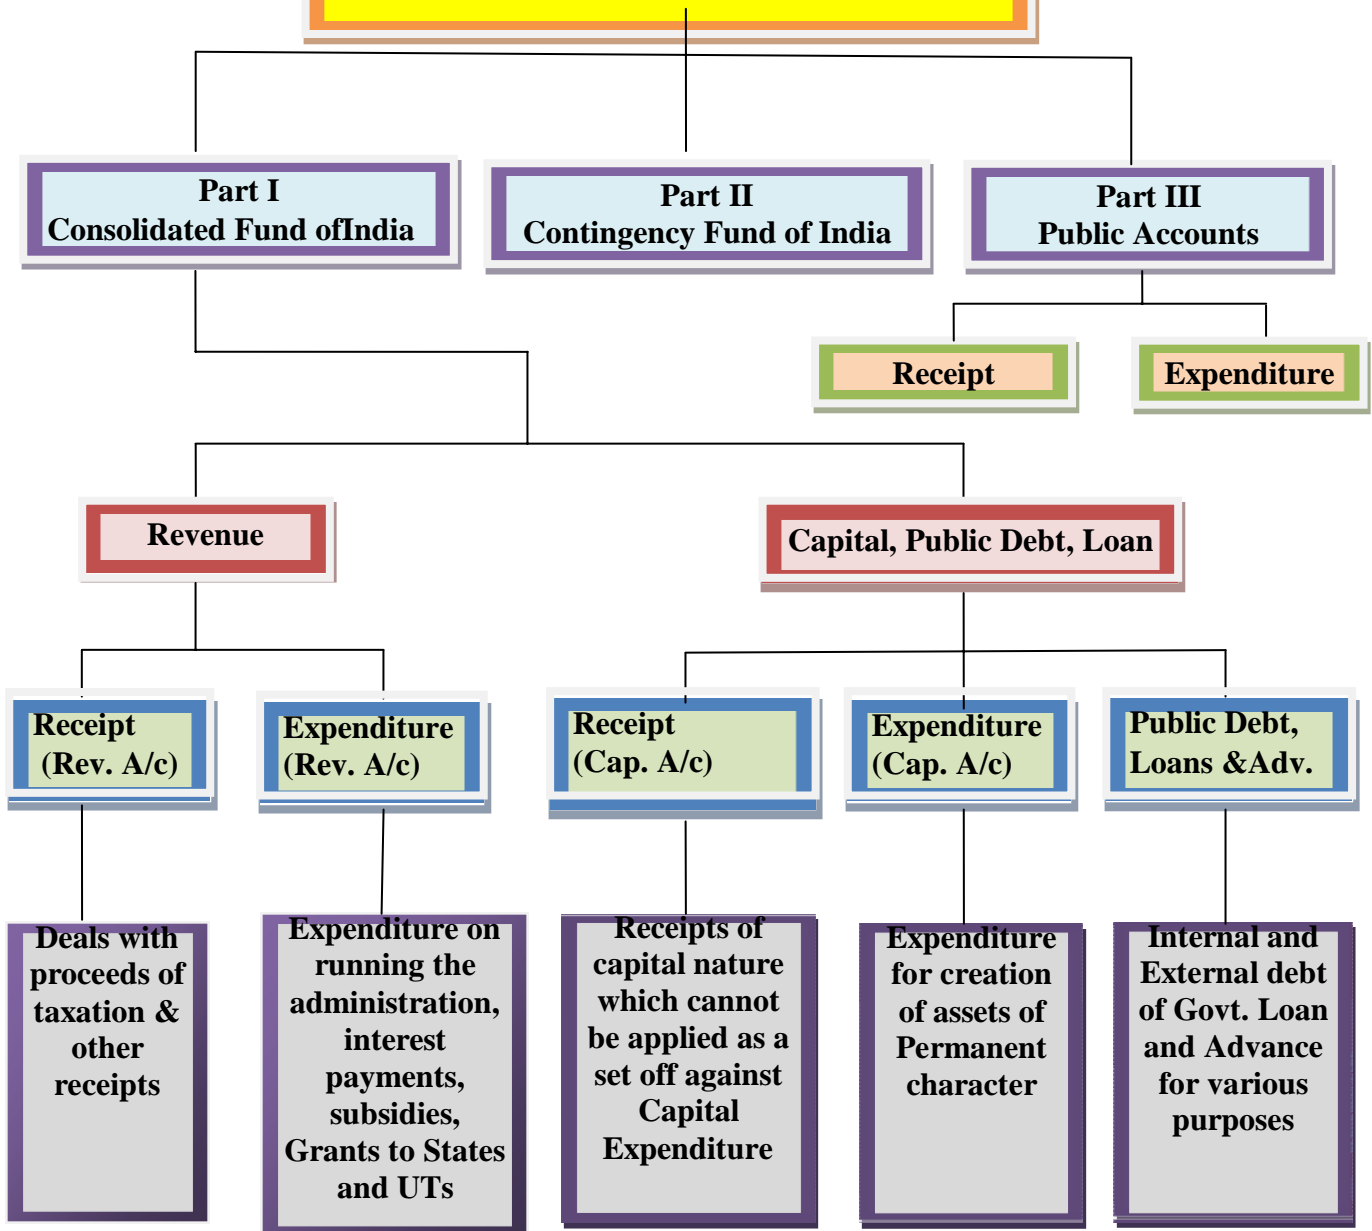 Part I
Consolidated Fund ofIndia
Part II
Contingency Fund of India
Part III
Public Accounts
Receipt
Expenditure
Revenue
Capital, Public Debt, Loan
Receipt
(Rev. A/c)
Expenditure
(Rev. A/c)
Receipt
(Cap. A/c)
Expenditure
(Cap. A/c)
Public Debt,
Loans &Adv.
Deals with
proceeds of
taxation &
other
receipts
Expenditure on
running the
administration,
interest
payments,
subsidies,
Grants to States
and UTs
Receipts of
capital nature
which cannot
be applied as a
set off against
Capital
Expenditure
Expenditure
for creation
of assets of
Permanent
character
Internal and
External debt
of Govt. Loan
and Advance
for various
purposes